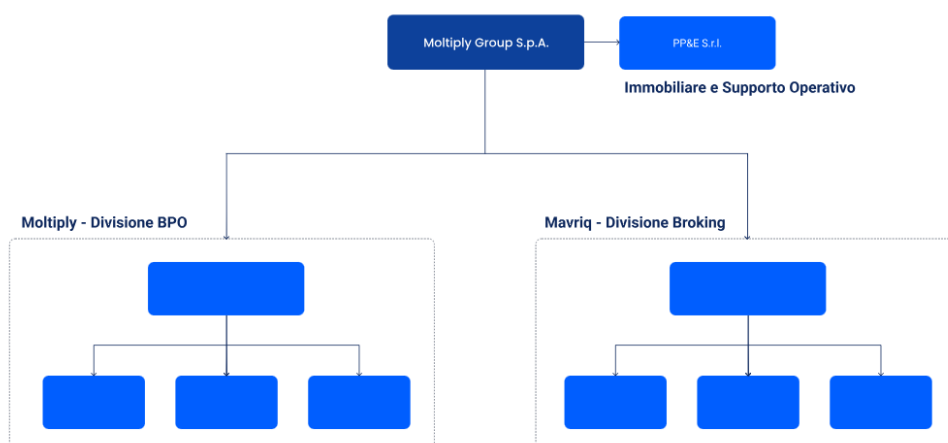 Moltiply Group S.p.A.
PP&E S.r.l.
Immobiliare e Supporto Operativo
Moltiply - Divisione BPO
Mavriq - Divisione Broking